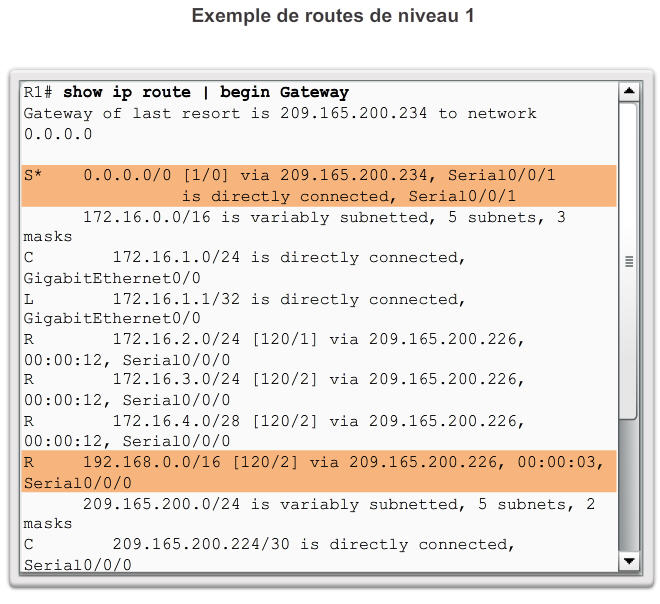 Exemple de routes de niveau 1
R1# show ip route | begin Gateway
Gateway of last resort is 209.165.200.234 to network
0.0.0.0
S*    0.0.0.0/0 [1/0] via 209.165.200.234, Serial0/0/1
                is directly connected, Serial0/0/1
      172.16.0.0/16 is variably subnetted, 5 subnets, 3
masks
C        172.16.1.0/24 is directly connected,
GigabitEthernet0/0
L        172.16.1.1/32 is directly connected,
GigabitEthernet0/0
R        172.16.2.0/24 [120/1] via 209.165.200.226,
00:00:12, Serial0/0/0
R        172.16.3.0/24 [120/2] via 209.165.200.226,
00:00:12, Serial0/0/0
R        172.16.4.0/28 [120/2] via 209.165.200.226,
00:00:12, Serial0/0/0
R     192.168.0.0/16 [120/2] via 209.165.200.226, 00:00:03,
Serial0/0/0
      209.165.200.0/24 is variably subnetted, 5 subnets, 2
masks
C        209.165.200.224/30 is directly connected,
Serial0/0/0